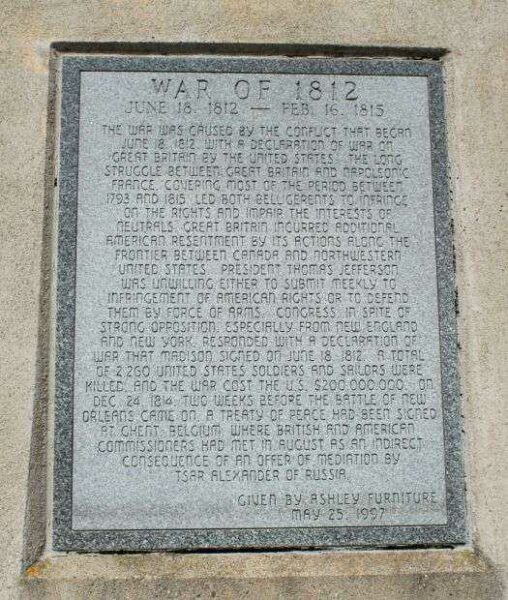 WAR OF 1812
JUNE 18, 1812 — FEB. 16, 1815
THE WAR WAS CAUSED BY THE CONFLICT THAT BEGAN
JUNE 18, 1812, WITH A DECLARATION OF WAR ON
GREAT BRITAIN BY THE UNITED STATES. THE LONG
STRUGGLE BETWEEN GREAT BRITAIN AND NAPOLEONIC
FRANCE, COVERING MOST OF THE PERIOD BETWEEN
1793 AND 1815, LED BOTH BELLIGERENTS TO INFRINGE
ON THE RIGHTS AND IMPAIR THE INTERESTS OF
NEUTRALS. GREAT BRITAIN INCURRED ADDITIONAL
AMERICAN RESENTMENT BY ITS ACTIONS ALONG THE
FRONTIER BETWEEN CANADA AND NORTHWESTERN
UNITED STATES. PRESIDENT THOMAS JEFFERSON
WAS UNWILLING EITHER TO SUBMIT MEEKLY TO
INFRINGEMENT OF AMERICAN RIGHTS OR TO DEFEND
THEM BY FORCE OF ARMS. CONGRESS, IN SPITE OF
STRONG OPPOSITION, ESPECIALLY FROM NEW ENGLAND
AND NEW YORK, RESPONDED WITH A DECLARATION OF
WAR THAT MADISON SIGNED ON JUNE 18, 1812. A TOTAL
OF 2,260 UNITED STATES SOLDIERS AND SAILORS WERE
KILLED, AND THE WAR COST THE U.S. $200,000,000. ON
DEC. 24, 1814, TWO WEEKS BEFORE THE BATTLE OF NEW
ORLEANS CAME ON, A TREATY OF PEACE HAD BEEN SIGNED
AT GHENT, BELGIUM, WHERE BRITISH AND AMERICAN
COMMISSIONERS HAD MET IN AUGUST AS AN INDIRECT
CONSEQUENCE OF AN OFFER OF MEDIATION BY
TSAR ALEXANDER OF RUSSIA.
GIVEN BY ASHLEY FURNITURE
MAY 25, 1997